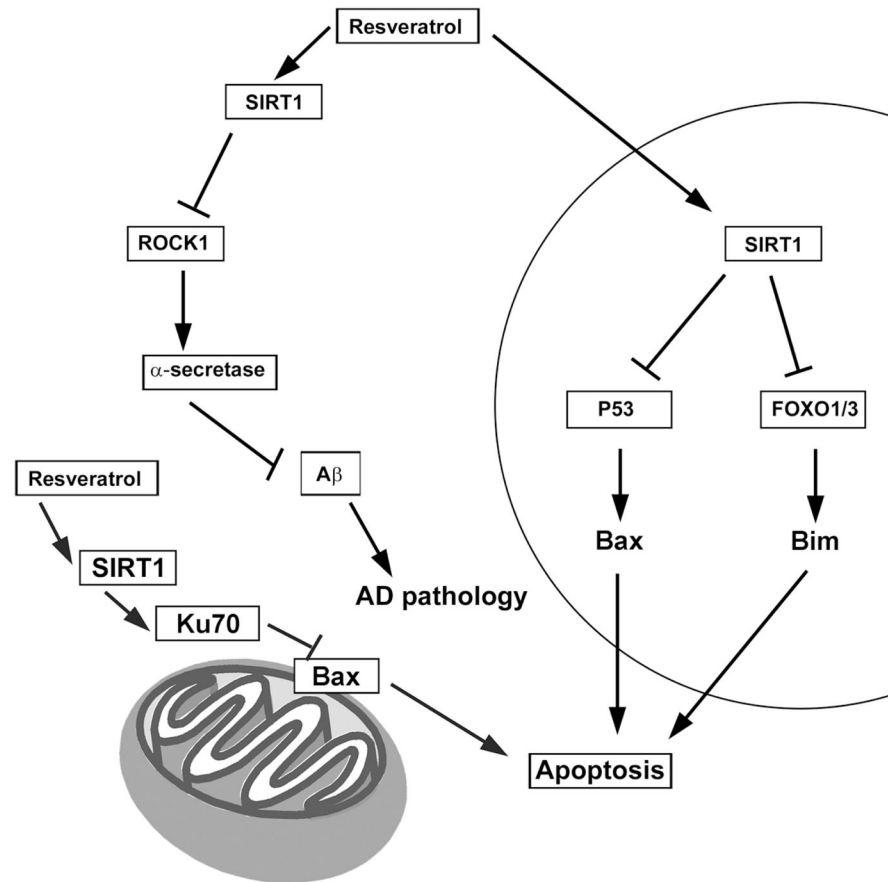 Resveratrol
SIRT1
ROCK1
SIRT1
α-secretase
P53
FOXO1/3
Resveratrol
Aβ
Bax
Bim
SIRT1
AD pathology
Ku70
Bax
Apoptosis